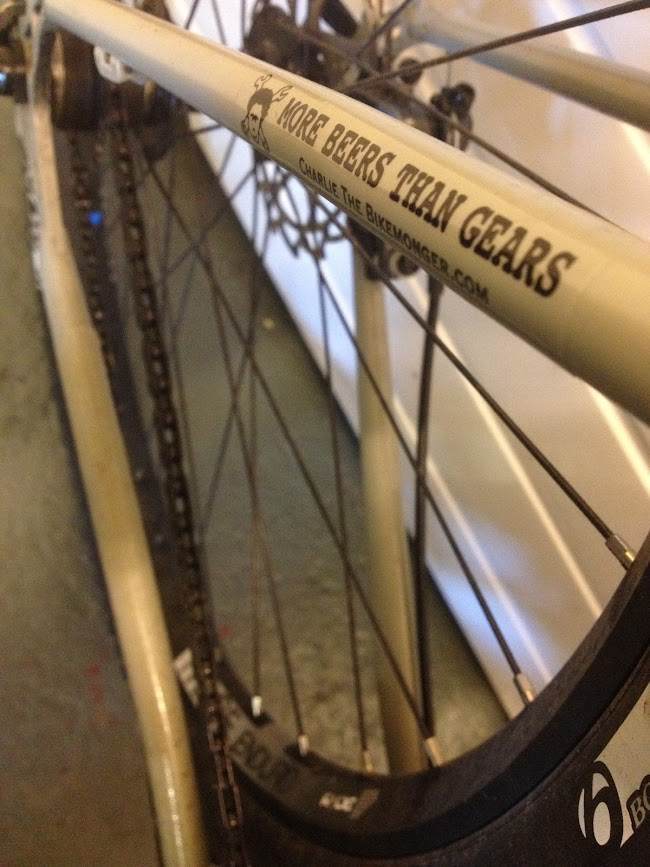 MORE BEERS THAN GEARS
CHARLIE THE BIKEMONGER.COM